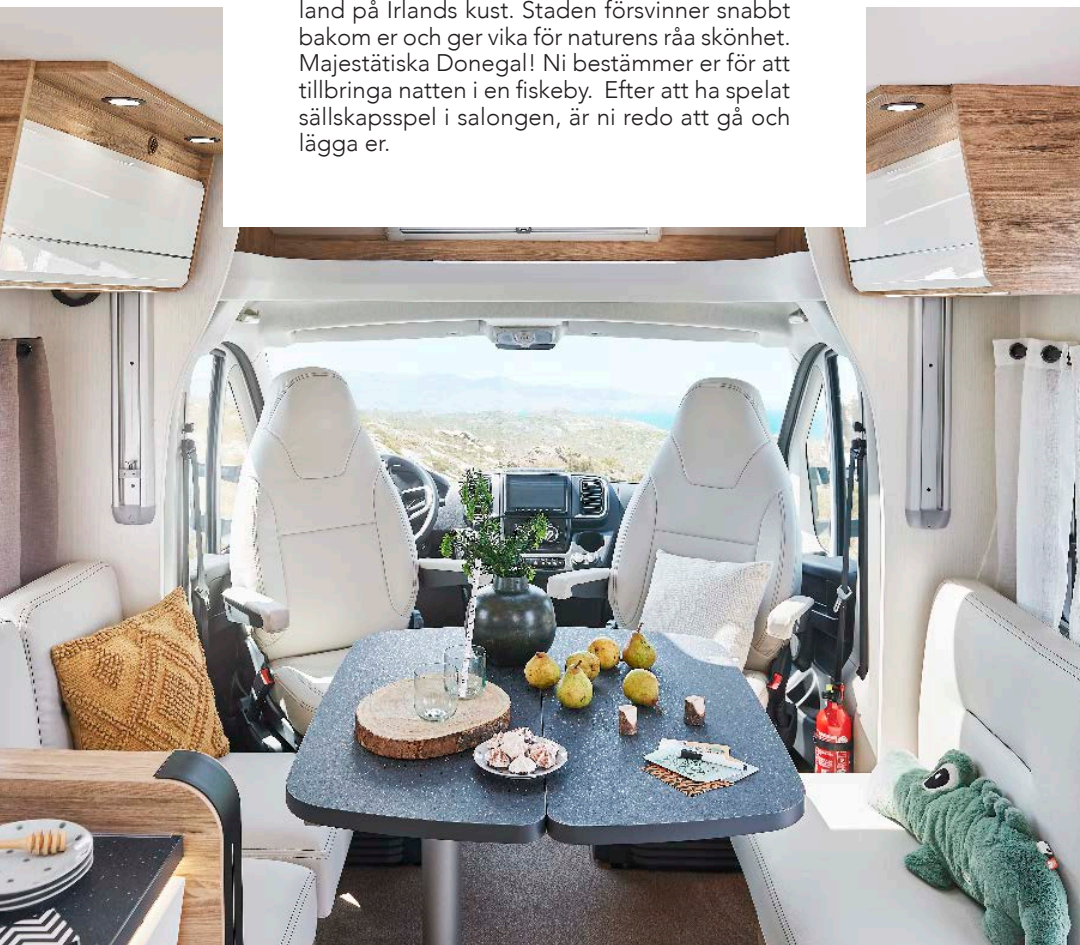 land på Irlands kust. Staden försvinner snabbt
bakom er och ger vika för naturens råa skönhet.
Majestätiska Donegal! Ni bestämmer er för att
tillbringa natten i en fiskeby. Efter att ha spelat
sällskapsspel i salongen, är ni redo att gå och
lägga er.